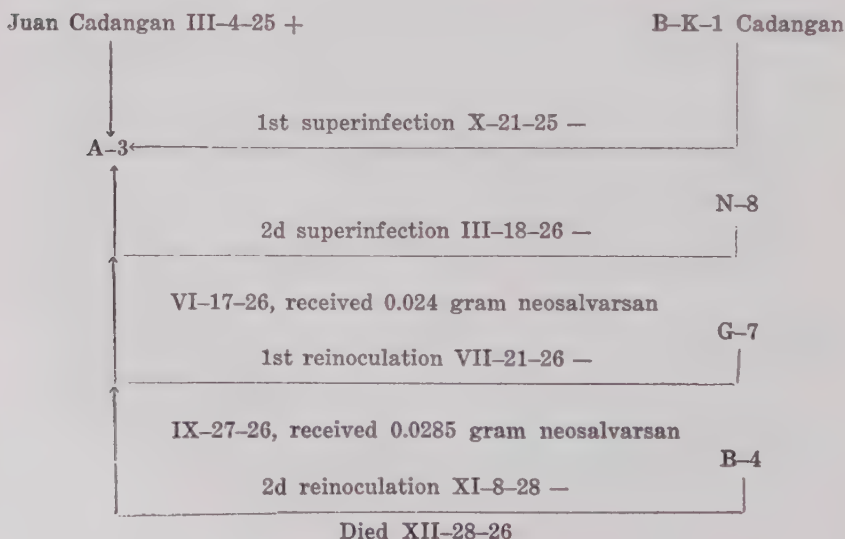 Juan Cadangan III–4–25 + B–K–1 Cadangan
1st superinfection X–21–25 —
A–3
N–8
2d superinfection III–18–26 —
VI–17–26, received 0.024 gram neosalvarsan
G–7
1st reinoculation VII–21–26 —
IX–27–26, received 0.0285 gram neosalvarsan
B–4
2d reinoculation XI–8–28 —
Died XII–28–26